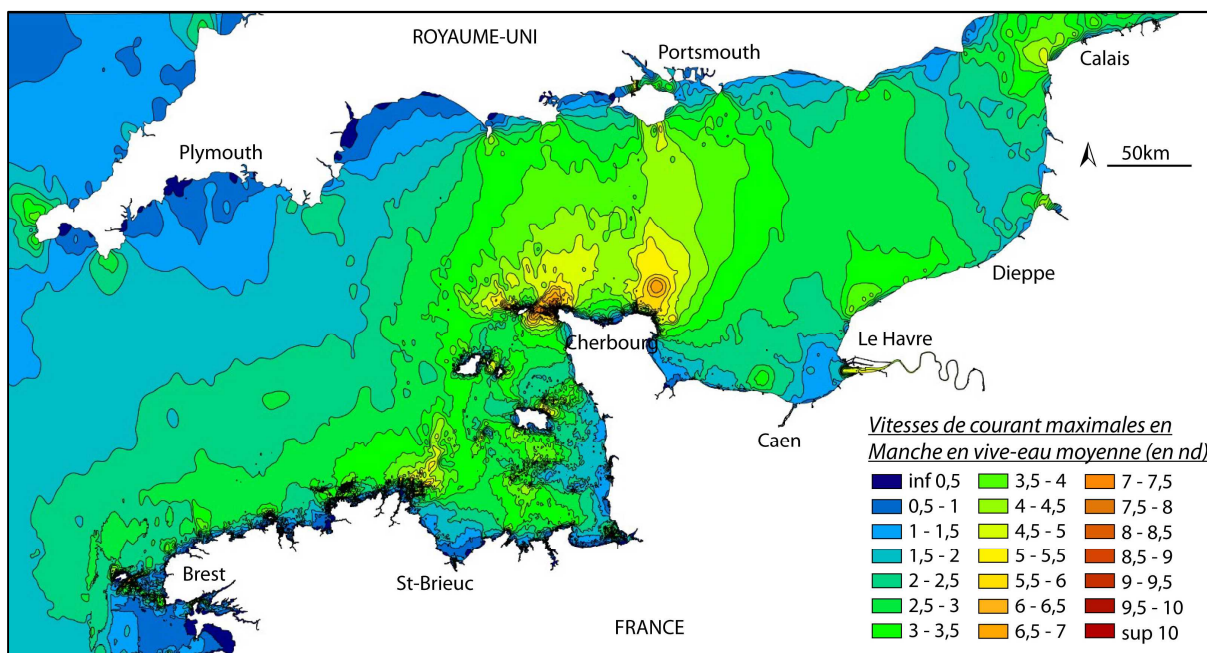 ROYAUME-UNI
Portsmouth
Calais
Plymouth
50km
Dieppe
Cherbourg
Le Havre
Caen
Vitesses de courant maximales en
Manche en vive-eau moyenne (en nd)
inf 0,5
0,5 - 1
1 - 1,5
1,5 - 2
2 - 2,5
2,5 - 3
3 - 3,5
3,5 - 4
4 - 4,5
4,5 - 5
5 - 5,5
5,5 - 6
6 - 6,5
6,5 - 7
7 - 7,5
7,5 - 8
8 - 8,5
8,5 - 9
9 - 9,5
9,5 - 10
sup 10
Brest
St-Brieuc
FRANCE